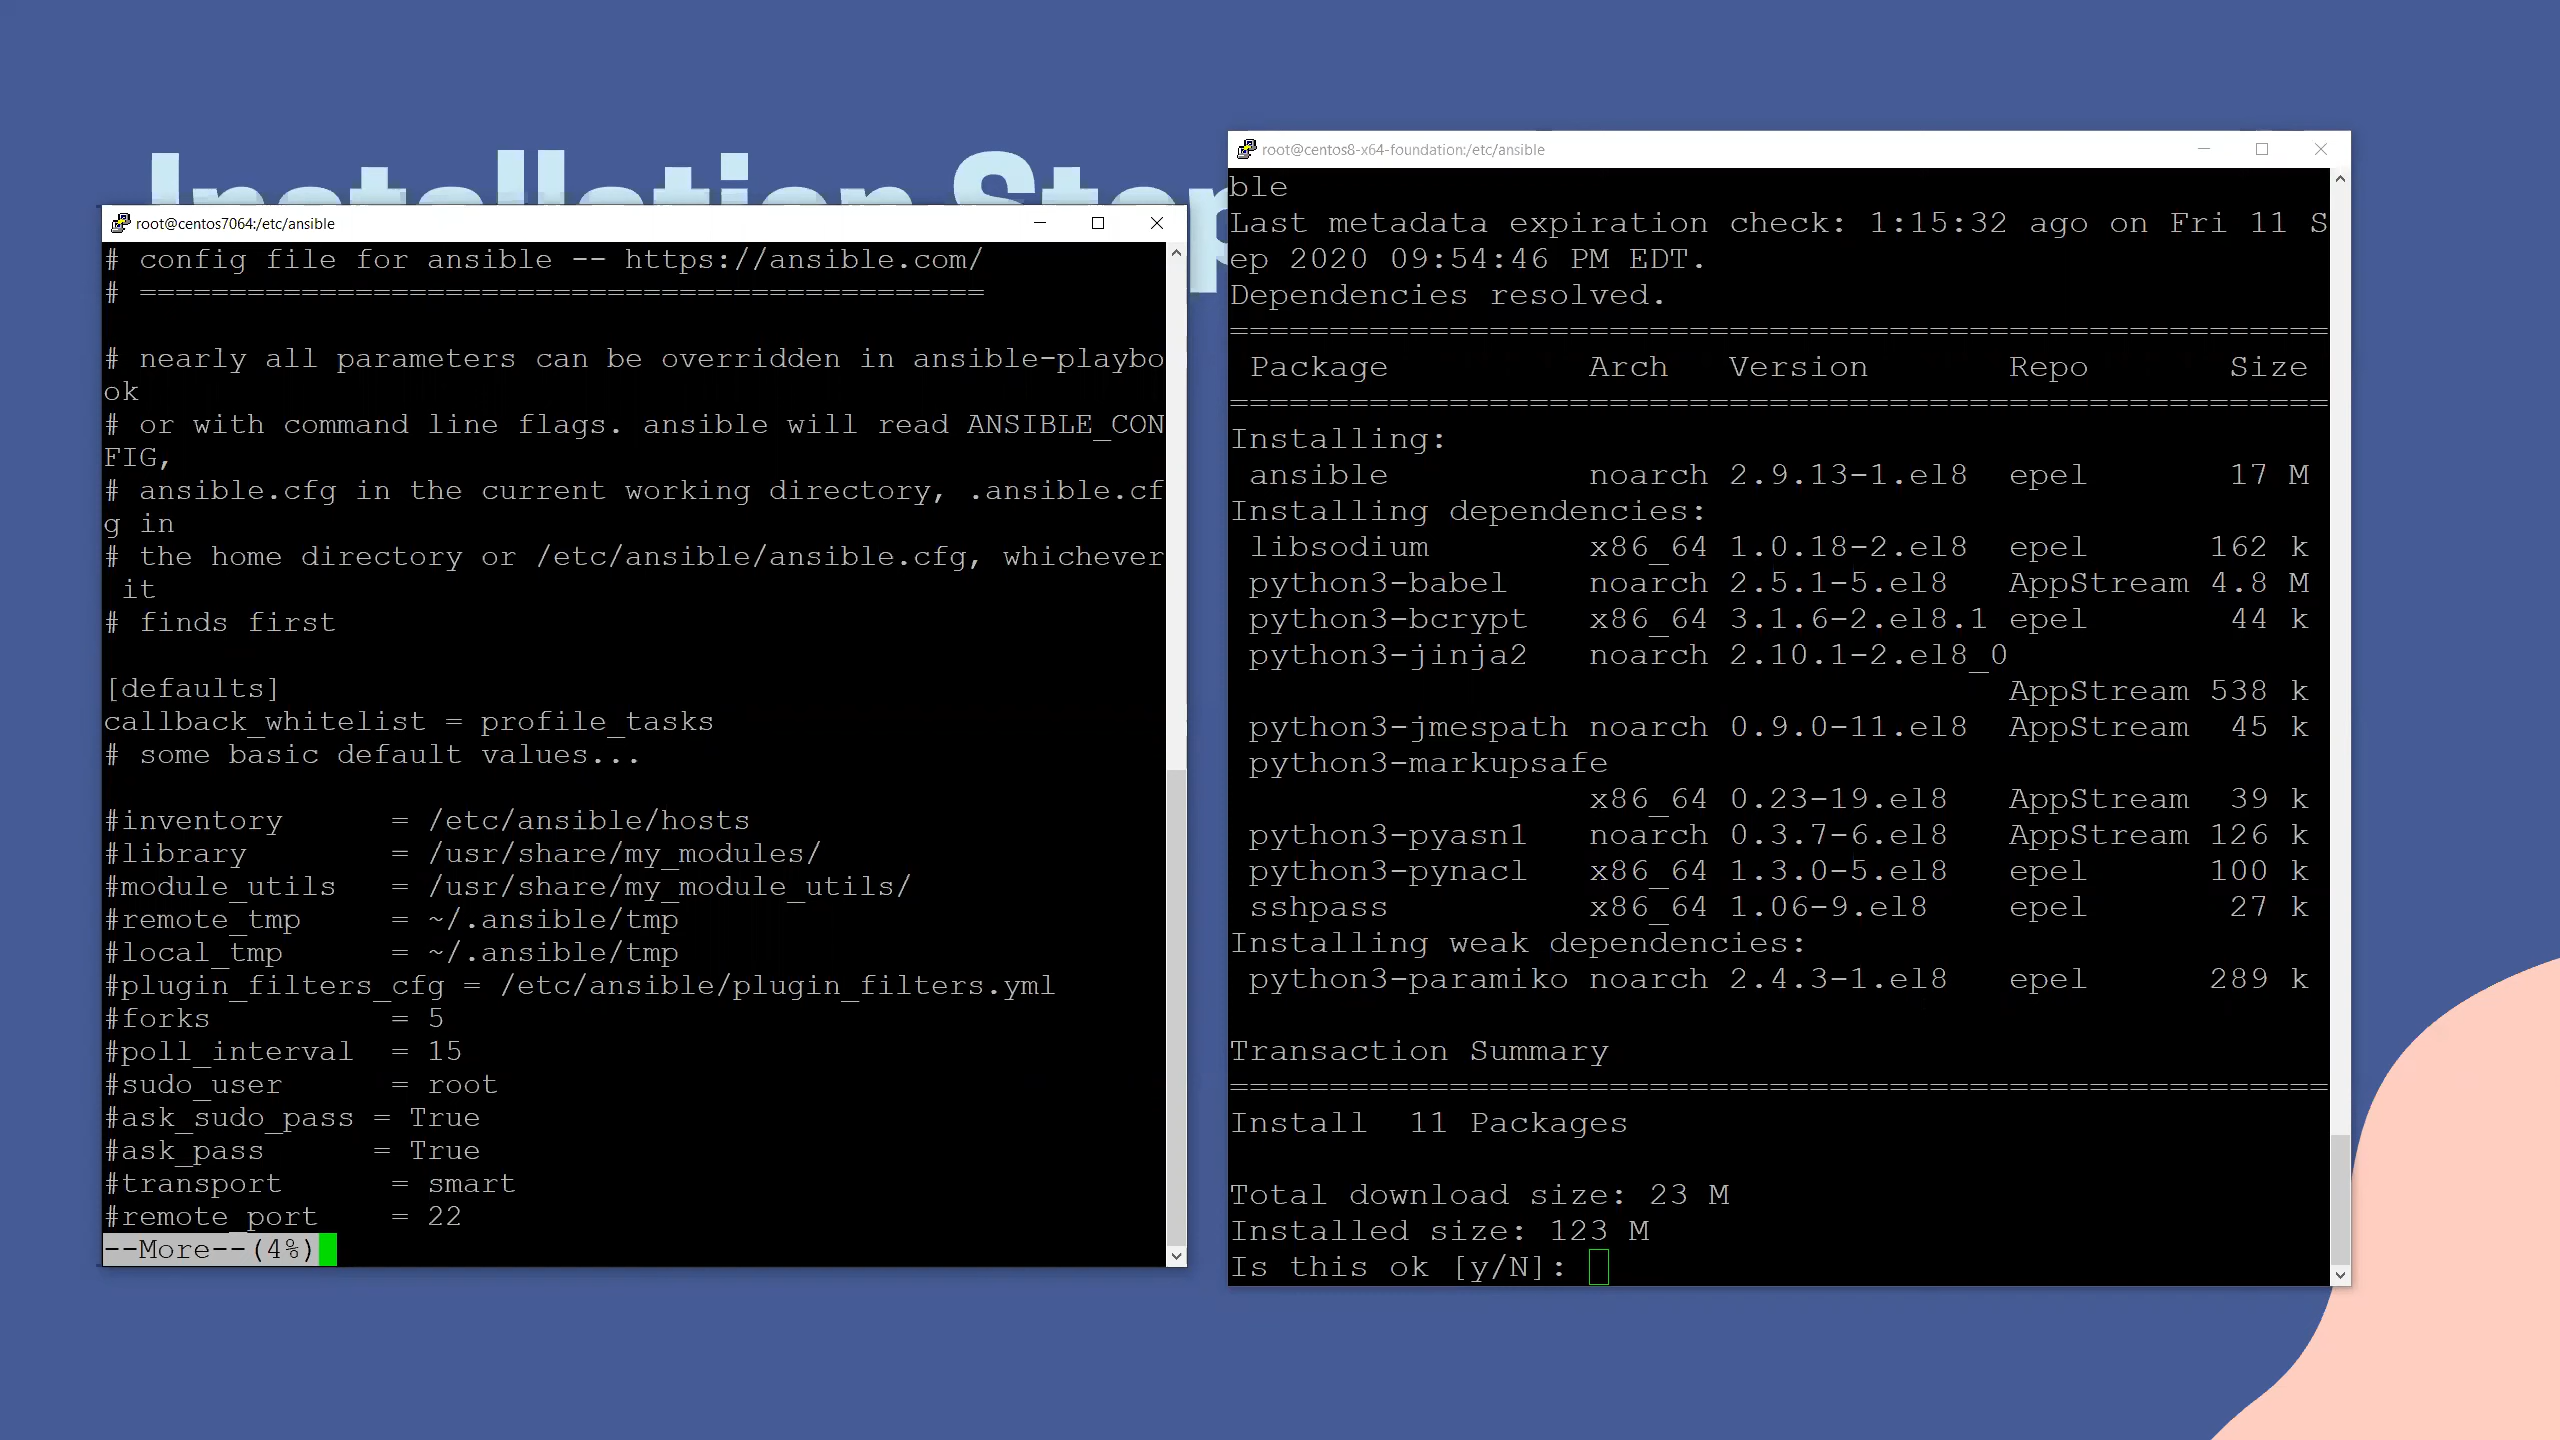 Installation Step
root@centos7064:/etc/ansible
# config file for ansible -- https://ansible.com/
# ===============================================
# nearly all parameters can be overridden in ansible-playbo
ok
# or with command line flags. ansible will read ANSIBLE_CON
FIG,
# ansible.cfg in the current working directory, .ansible.cf
g in
# the home directory or /etc/ansible/ansible.cfg, whichever
 it
# finds first
[defaults]
callback_whitelist = profile_tasks
# some basic default values...
#inventory      = /etc/ansible/hosts
#library        = /usr/share/my_modules/
#module_utils   = /usr/share/my_module_utils/
#remote_tmp     = ~/.ansible/tmp
#local_tmp      = ~/.ansible/tmp
#plugin_filters_cfg = /etc/ansible/plugin_filters.yml
#forks          = 5
#poll_interval  = 15
#sudo_user      = root
#ask_sudo_pass = True
#ask_pass      = True
#transport      = smart
#remote_port    = 22
--More--(4%)
root@centos8-x64-foundation:/etc/ansible
ble
Last metadata expiration check: 1:15:32 ago on Fri 11 S
ep 2020 09:54:46 PM EDT.
Dependencies resolved.
=======================================================
 Package          Arch   Version       Repo       Size
=======================================================
Installing:
 ansible          noarch 2.9.13-1.el8  epel       17 M
Installing dependencies:
 libsodium        x86_64 1.0.18-2.el8  epel      162 k
 python3-babel    noarch 2.5.1-5.el8   AppStream 4.8 M
 python3-bcrypt   x86_64 3.1.6-2.el8.1 epel       44 k
 python3-jinja2   noarch 2.10.1-2.el8_0
                                       AppStream 538 k
 python3-jmespath noarch 0.9.0-11.el8  AppStream  45 k
 python3-markupsafe
                  x86_64 0.23-19.el8   AppStream  39 k
 python3-pyasn1   noarch 0.3.7-6.el8   AppStream 126 k
 python3-pynacl   x86_64 1.3.0-5.el8   epel      100 k
 sshpass          x86_64 1.06-9.el8    epel       27 k
Installing weak dependencies:
 python3-paramiko noarch 2.4.3-1.el8   epel      289 k
Transaction Summary
=======================================================
Install  11 Packages
Total download size: 23 M
Installed size: 123 M
Is this ok [y/N]: